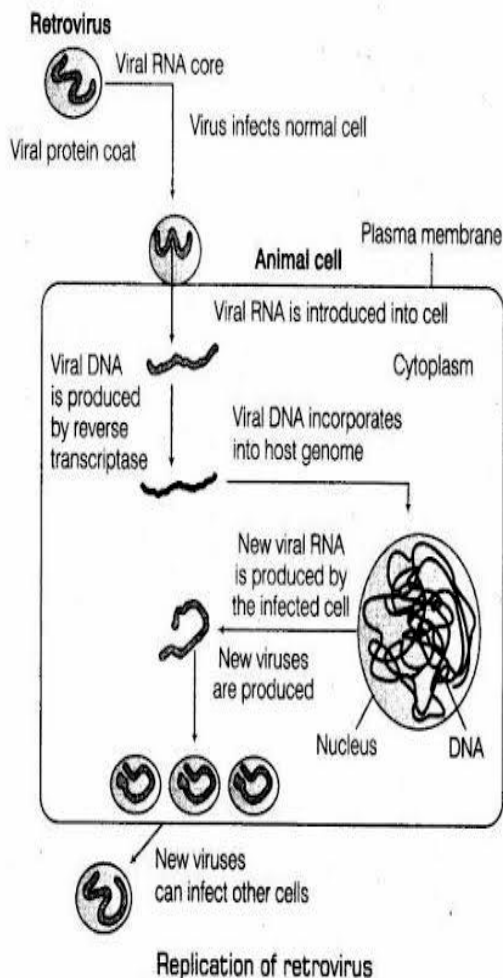 Retrovirus
Viral RNA core
Virus infects normal cell
Viral protein coat
Plasma membrane
Animal cell
Viral RNA is introduced into cell
Viral DNA
is produced
by reverse
transcriptase
Cytoplasm
Viral DNA incorporates
into host genome
New viral RNA
is produced by
the infected cell
New viruses
are produced
Nucleus
DNA
New viruses
can infect other cells
Replication of retrovirus